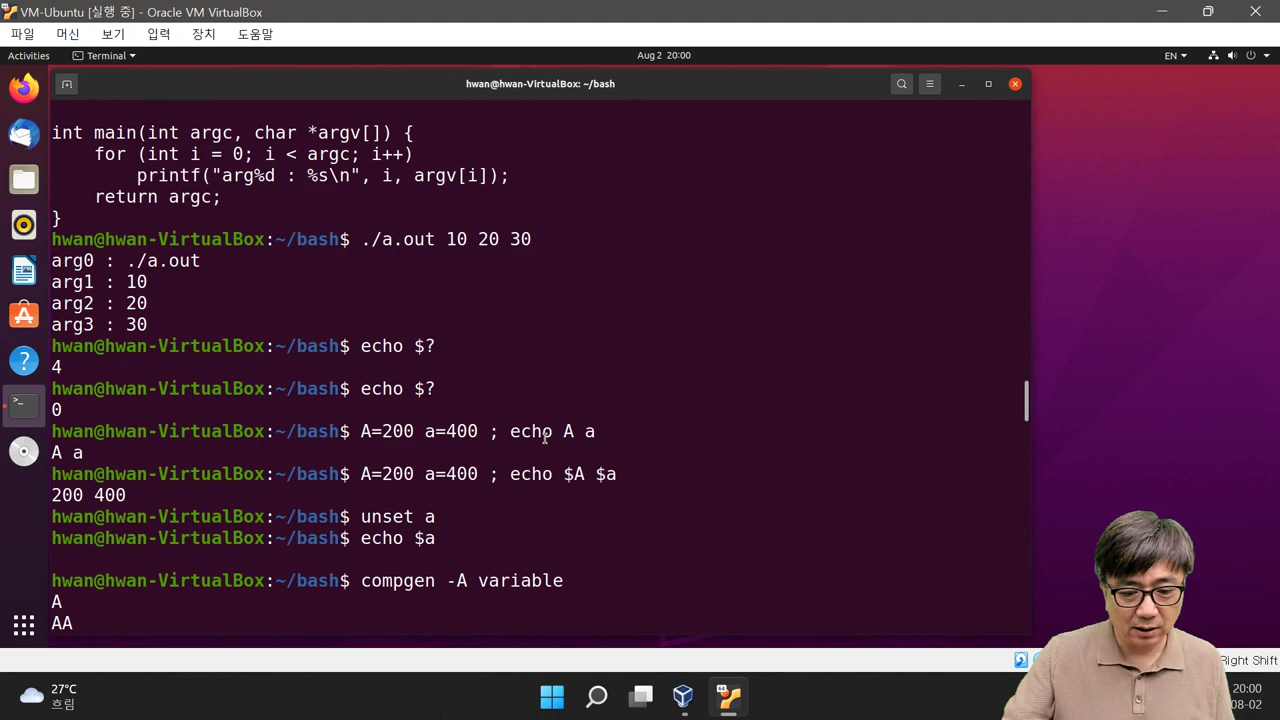 VM-Ubuntu [실행 중] - Oracle VM VirtualBox
파일 머신 보기 입력 장치 도움말
Activities Terminal Aug 2 20:00 EN
hwan@hwan-VirtualBox: ~/bash
int main(int argc, char *argv[]) {
    for (int i = 0; i < argc; i++)
        printf("arg%d : %s\n", i, argv[i]);
    return argc;
}
hwan@hwan-VirtualBox:~/bash$ ./a.out 10 20 30
arg0 : ./a.out
arg1 : 10
arg2 : 20
arg3 : 30
hwan@hwan-VirtualBox:~/bash$ echo $?
4
hwan@hwan-VirtualBox:~/bash$ echo $?
0
hwan@hwan-VirtualBox:~/bash$ A=200 a=400 ; echo A a
A a
hwan@hwan-VirtualBox:~/bash$ A=200 a=400 ; echo $A $a
200 400
hwan@hwan-VirtualBox:~/bash$ unset a
hwan@hwan-VirtualBox:~/bash$ echo $a
hwan@hwan-VirtualBox:~/bash$ compgen -A variable
A
AA
Right Shift
27°C
흐림
20:00
08-02